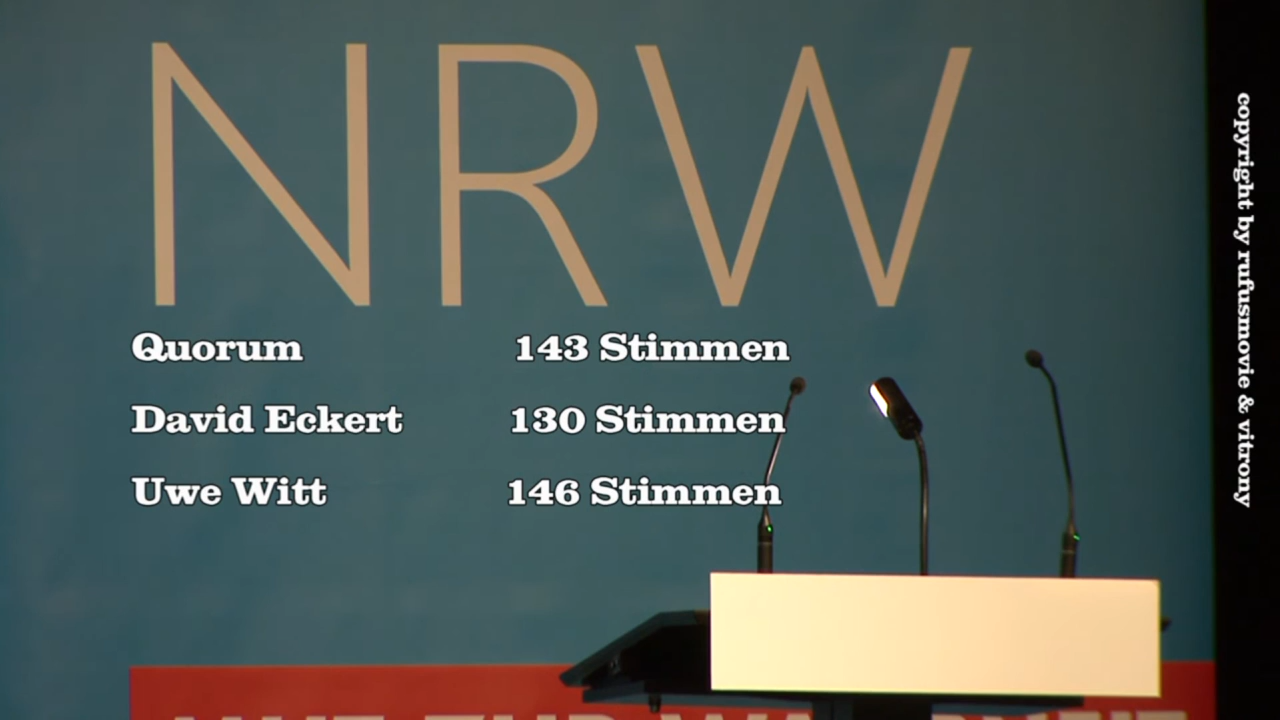 NRW
Quorum 143 Stimmen
David Eckert 130 Stimmen
Uwe Witt 146 Stimmen
copyright by rufusmovie & vitrony